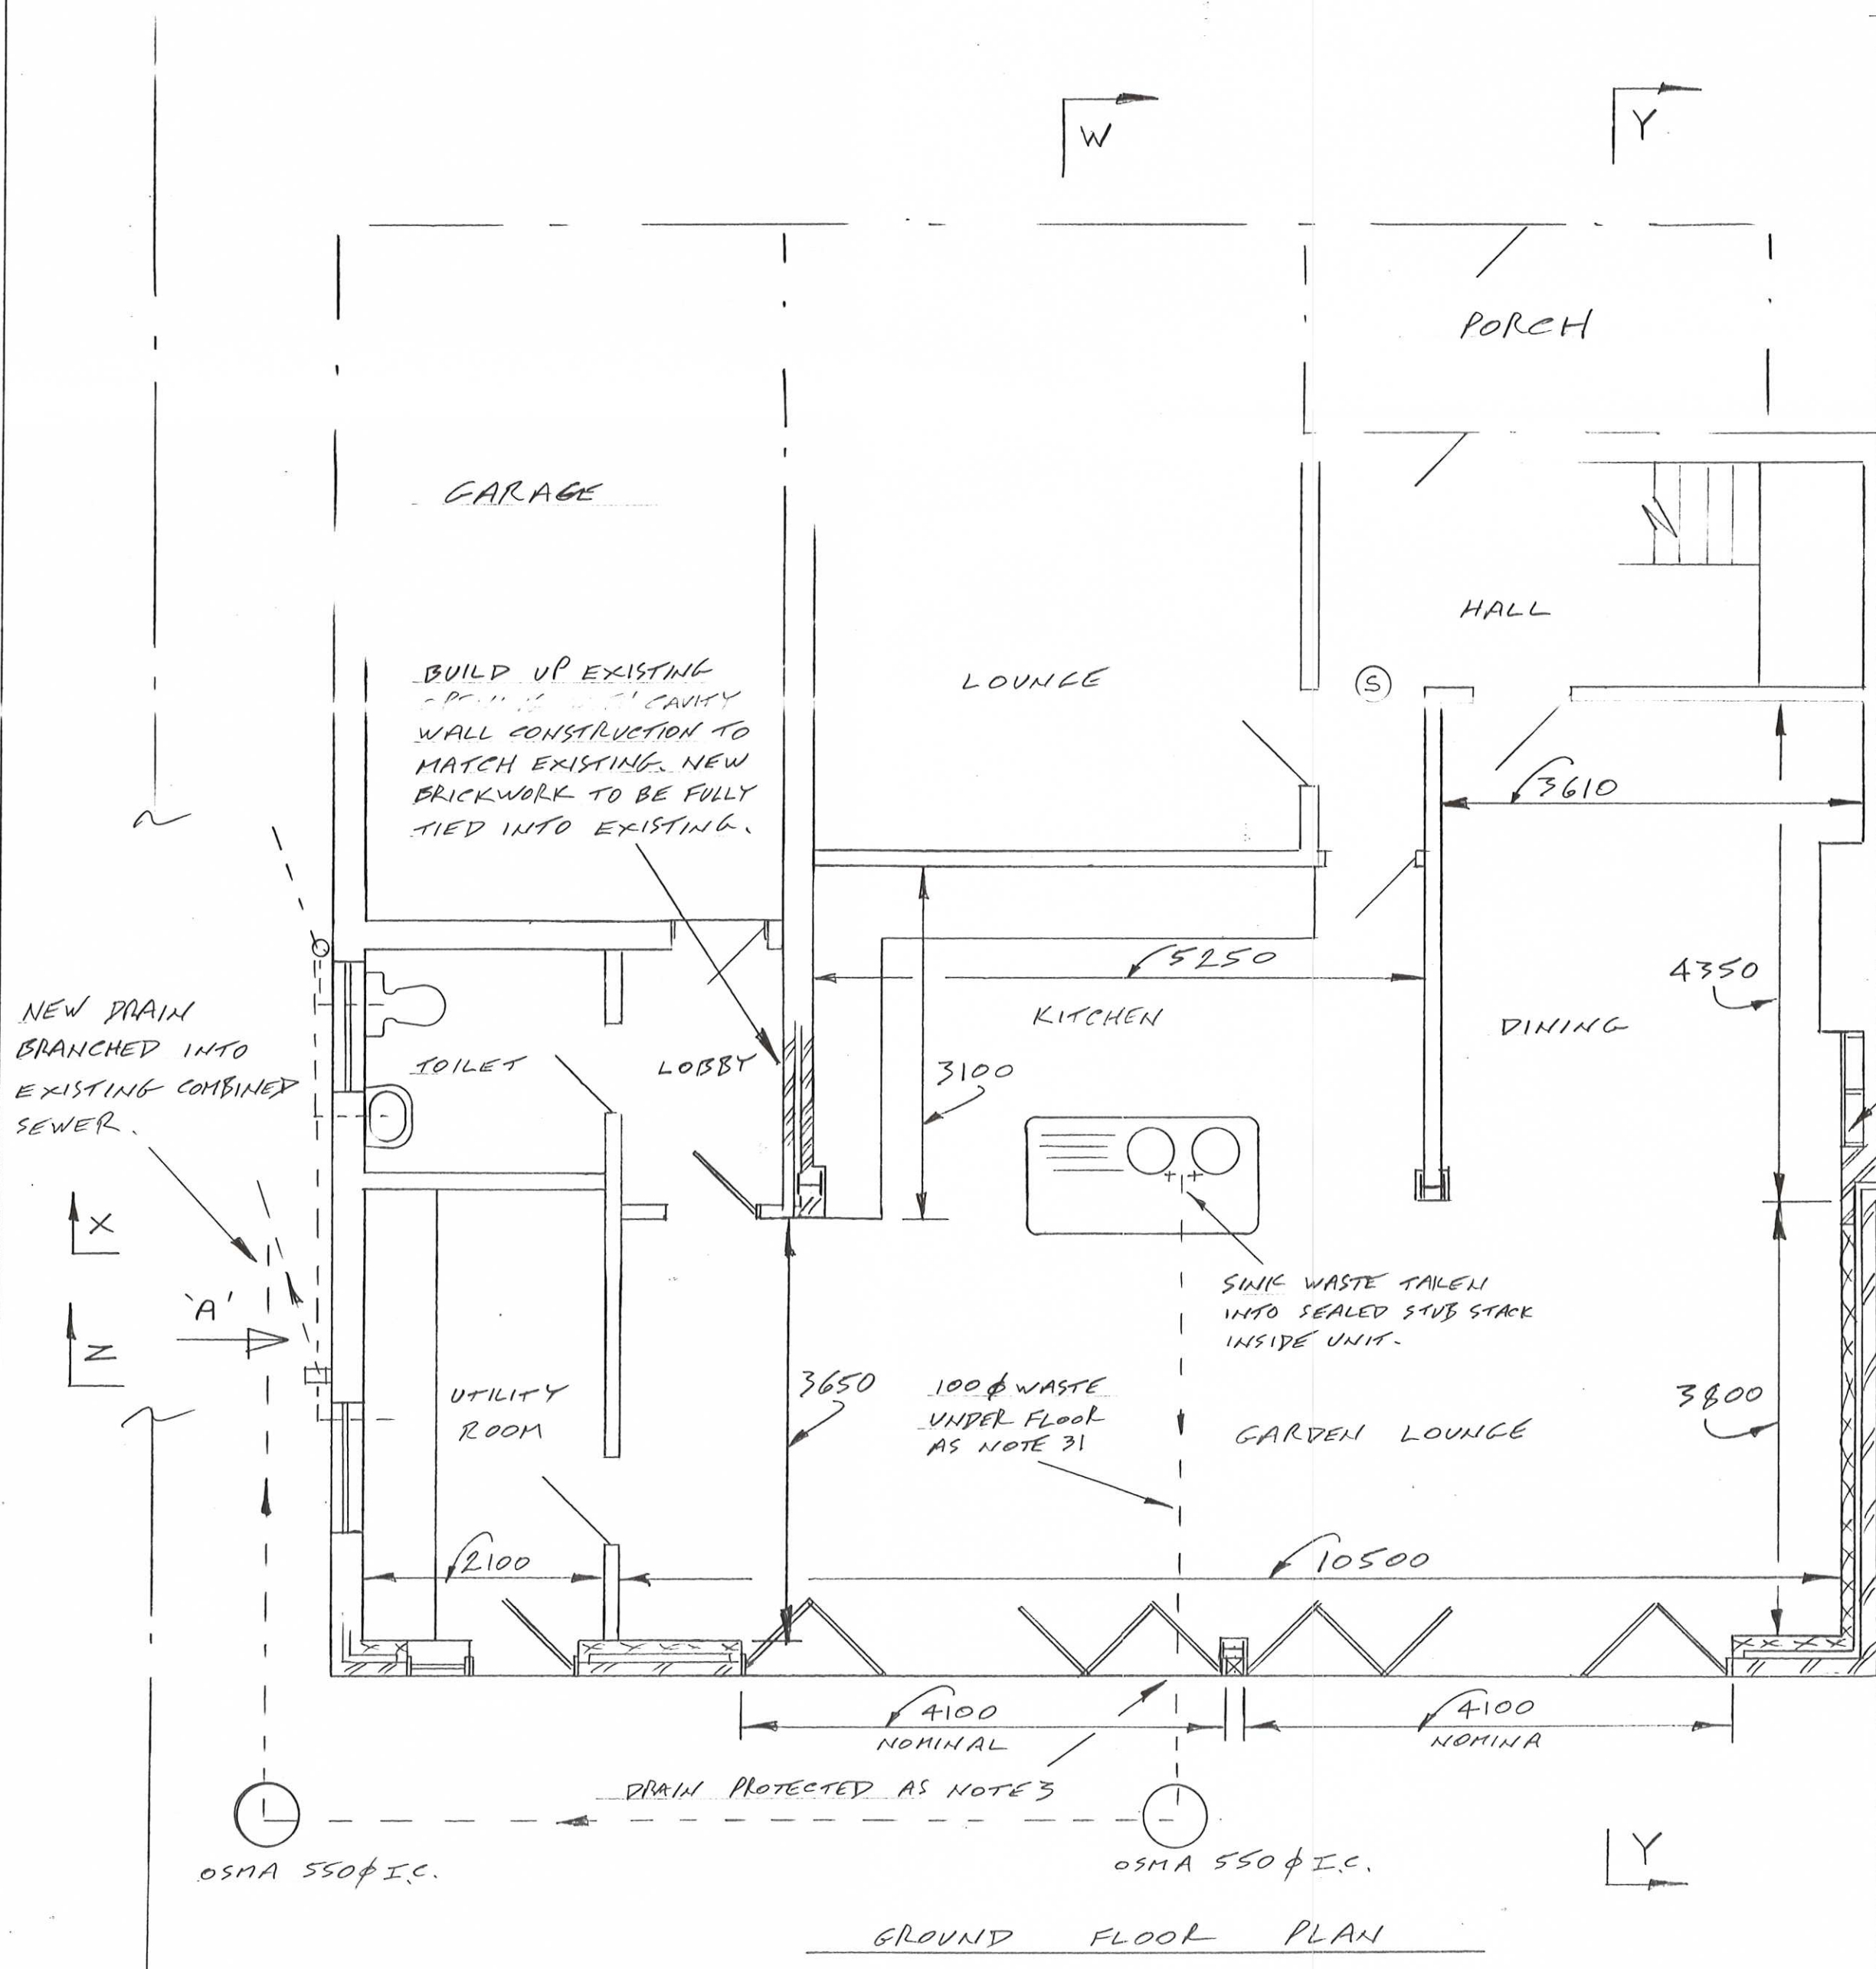 W
Y
PORCH
GARAGE
HALL
BUILD UP EXISTING
CAVITY
WALL CONSTRUCTION TO
MATCH EXISTING. NEW
BRICKWORK TO BE FULLY
TIED INTO EXISTING.
LOUNGE
S
3610
5250
4350
NEW DRAIN
BRANCHED INTO
EXISTING COMBINED
SEWER.
KITCHEN
DINING
TOILET
LOBBY
3100
X
'A'
Z
SINK WASTE TAKEN
INTO SEALED STUB STACK
INSIDE UNIT.
UTILITY
ROOM
3650
100 φ WASTE
UNDER FLOOR
AS NOTE 31
GARDEN LOUNGE
3800
2100
10500
4100
NOMINAL
4100
NOMINA
DRAIN PROTECTED AS NOTE 3
OSMA 550φ I.C.
OSMA 550φ I.C.
Y
GROUND FLOOR PLAN